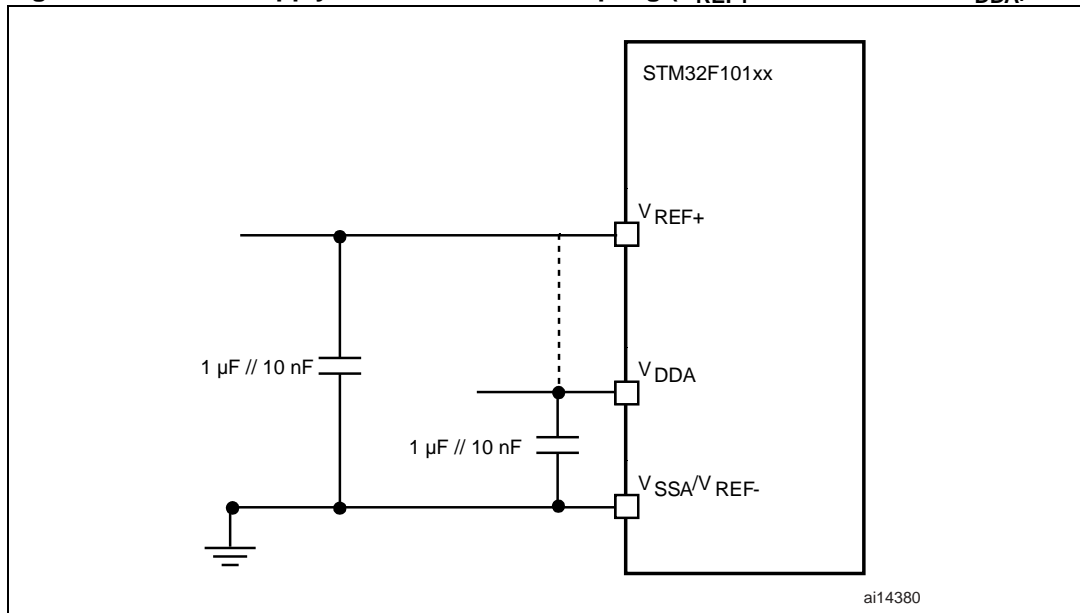 STM32F101xx
VREF+
1 µF // 10 nF
VDDA
1 µF // 10 nF
VSSA/VREF-
ai14380